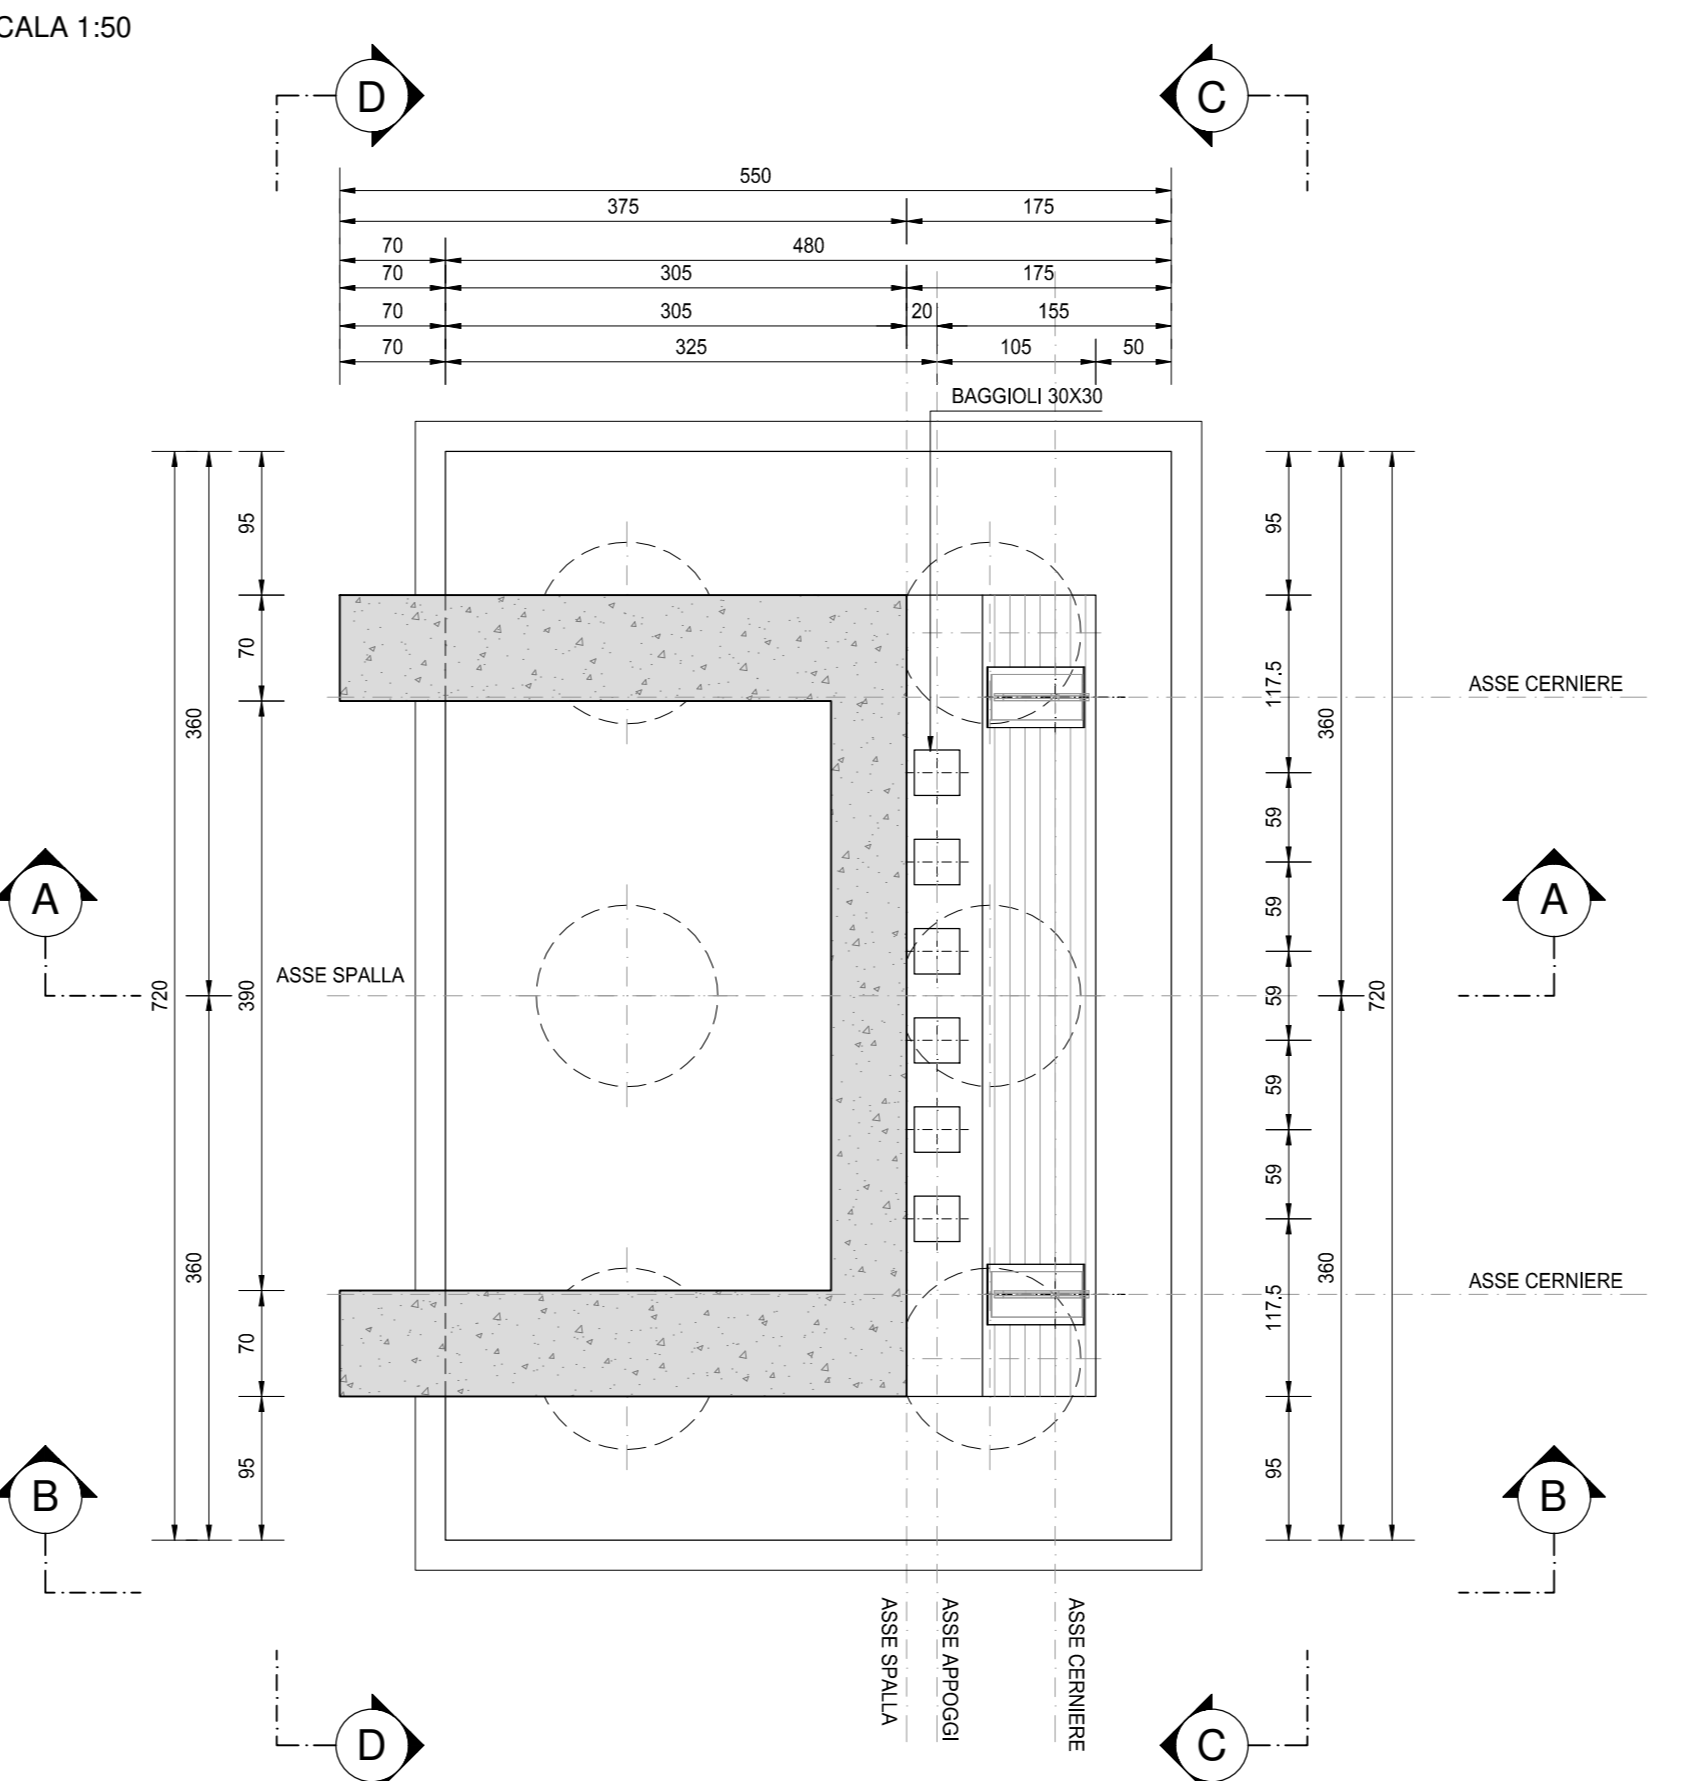 CALA 1:50
D
C
550
375
175
70
480
70
305
175
70
305
20
155
70
325
105
50
BAGGIOLI 30X30
95
70
360
720
390
360
70
95
A
B
ASSE SPALLA
95
117.5
59
59
59
59
59
117.5
95
360
360
720
ASSE CERNIERE
ASSE CERNIERE
A
B
ASSE SPALLA
ASSE APPOGGI
ASSE CERNIERE
D
C